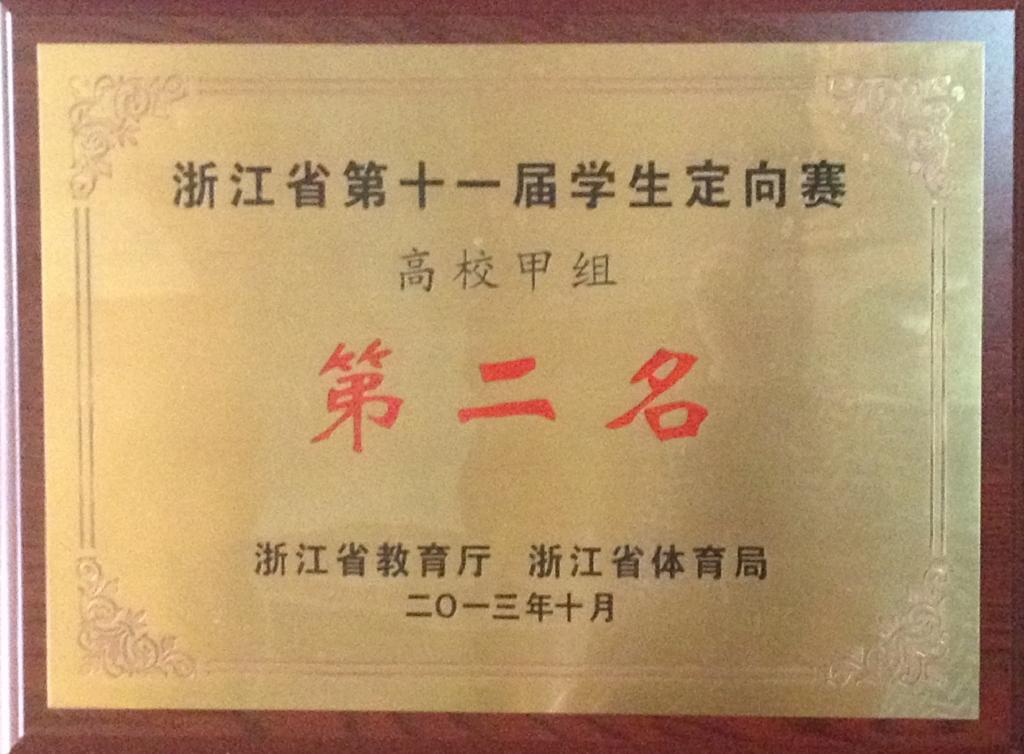 浙江省第十一届学生定向赛
高校甲组
第二名
浙江省教育厅 浙江省体育局
二〇一三年十月